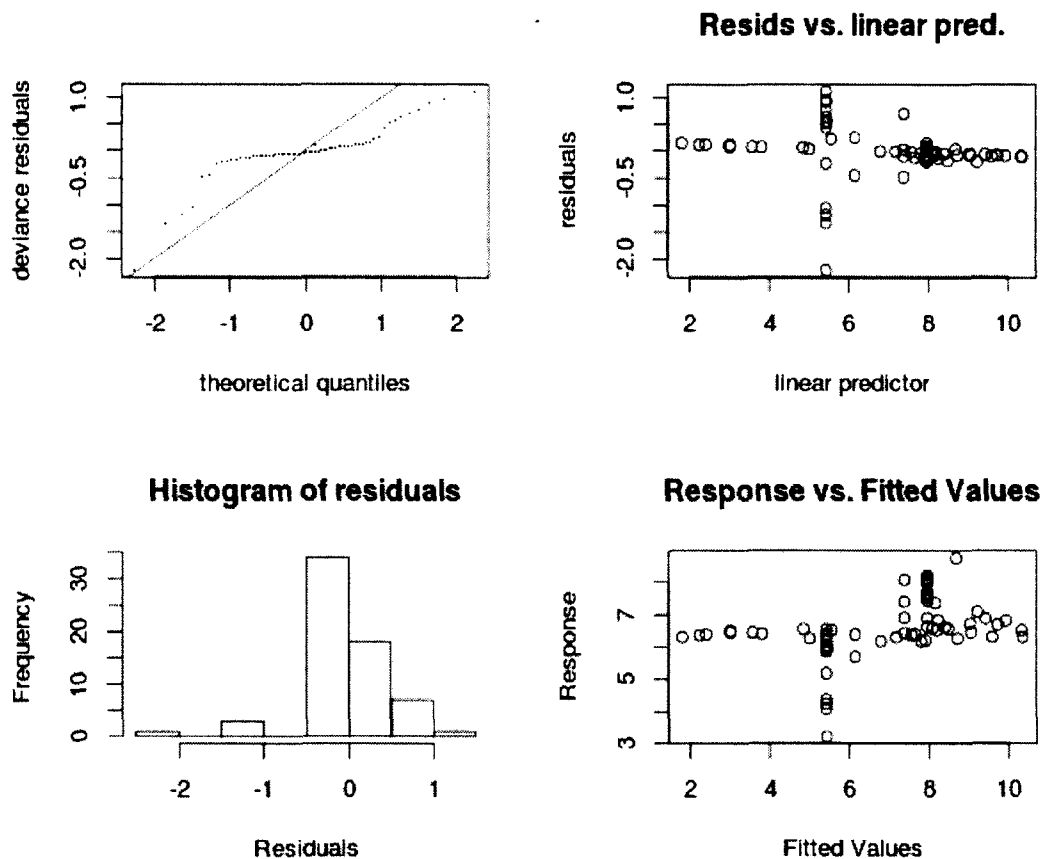 deviance residuals
-2.0
-0.5
1.0
-2
-1
0
1
2
theoretical quantiles
Resids vs. linear pred.
residuals
-2.0
-0.5
1.0
2
4
6
8
10
linear predictor
Histogram of residuals
Frequency
0
10
20
30
-2
-1
0
1
Residuals
Response vs. Fitted Values
Response
3
5
7
2
4
6
8
10
Fitted Values